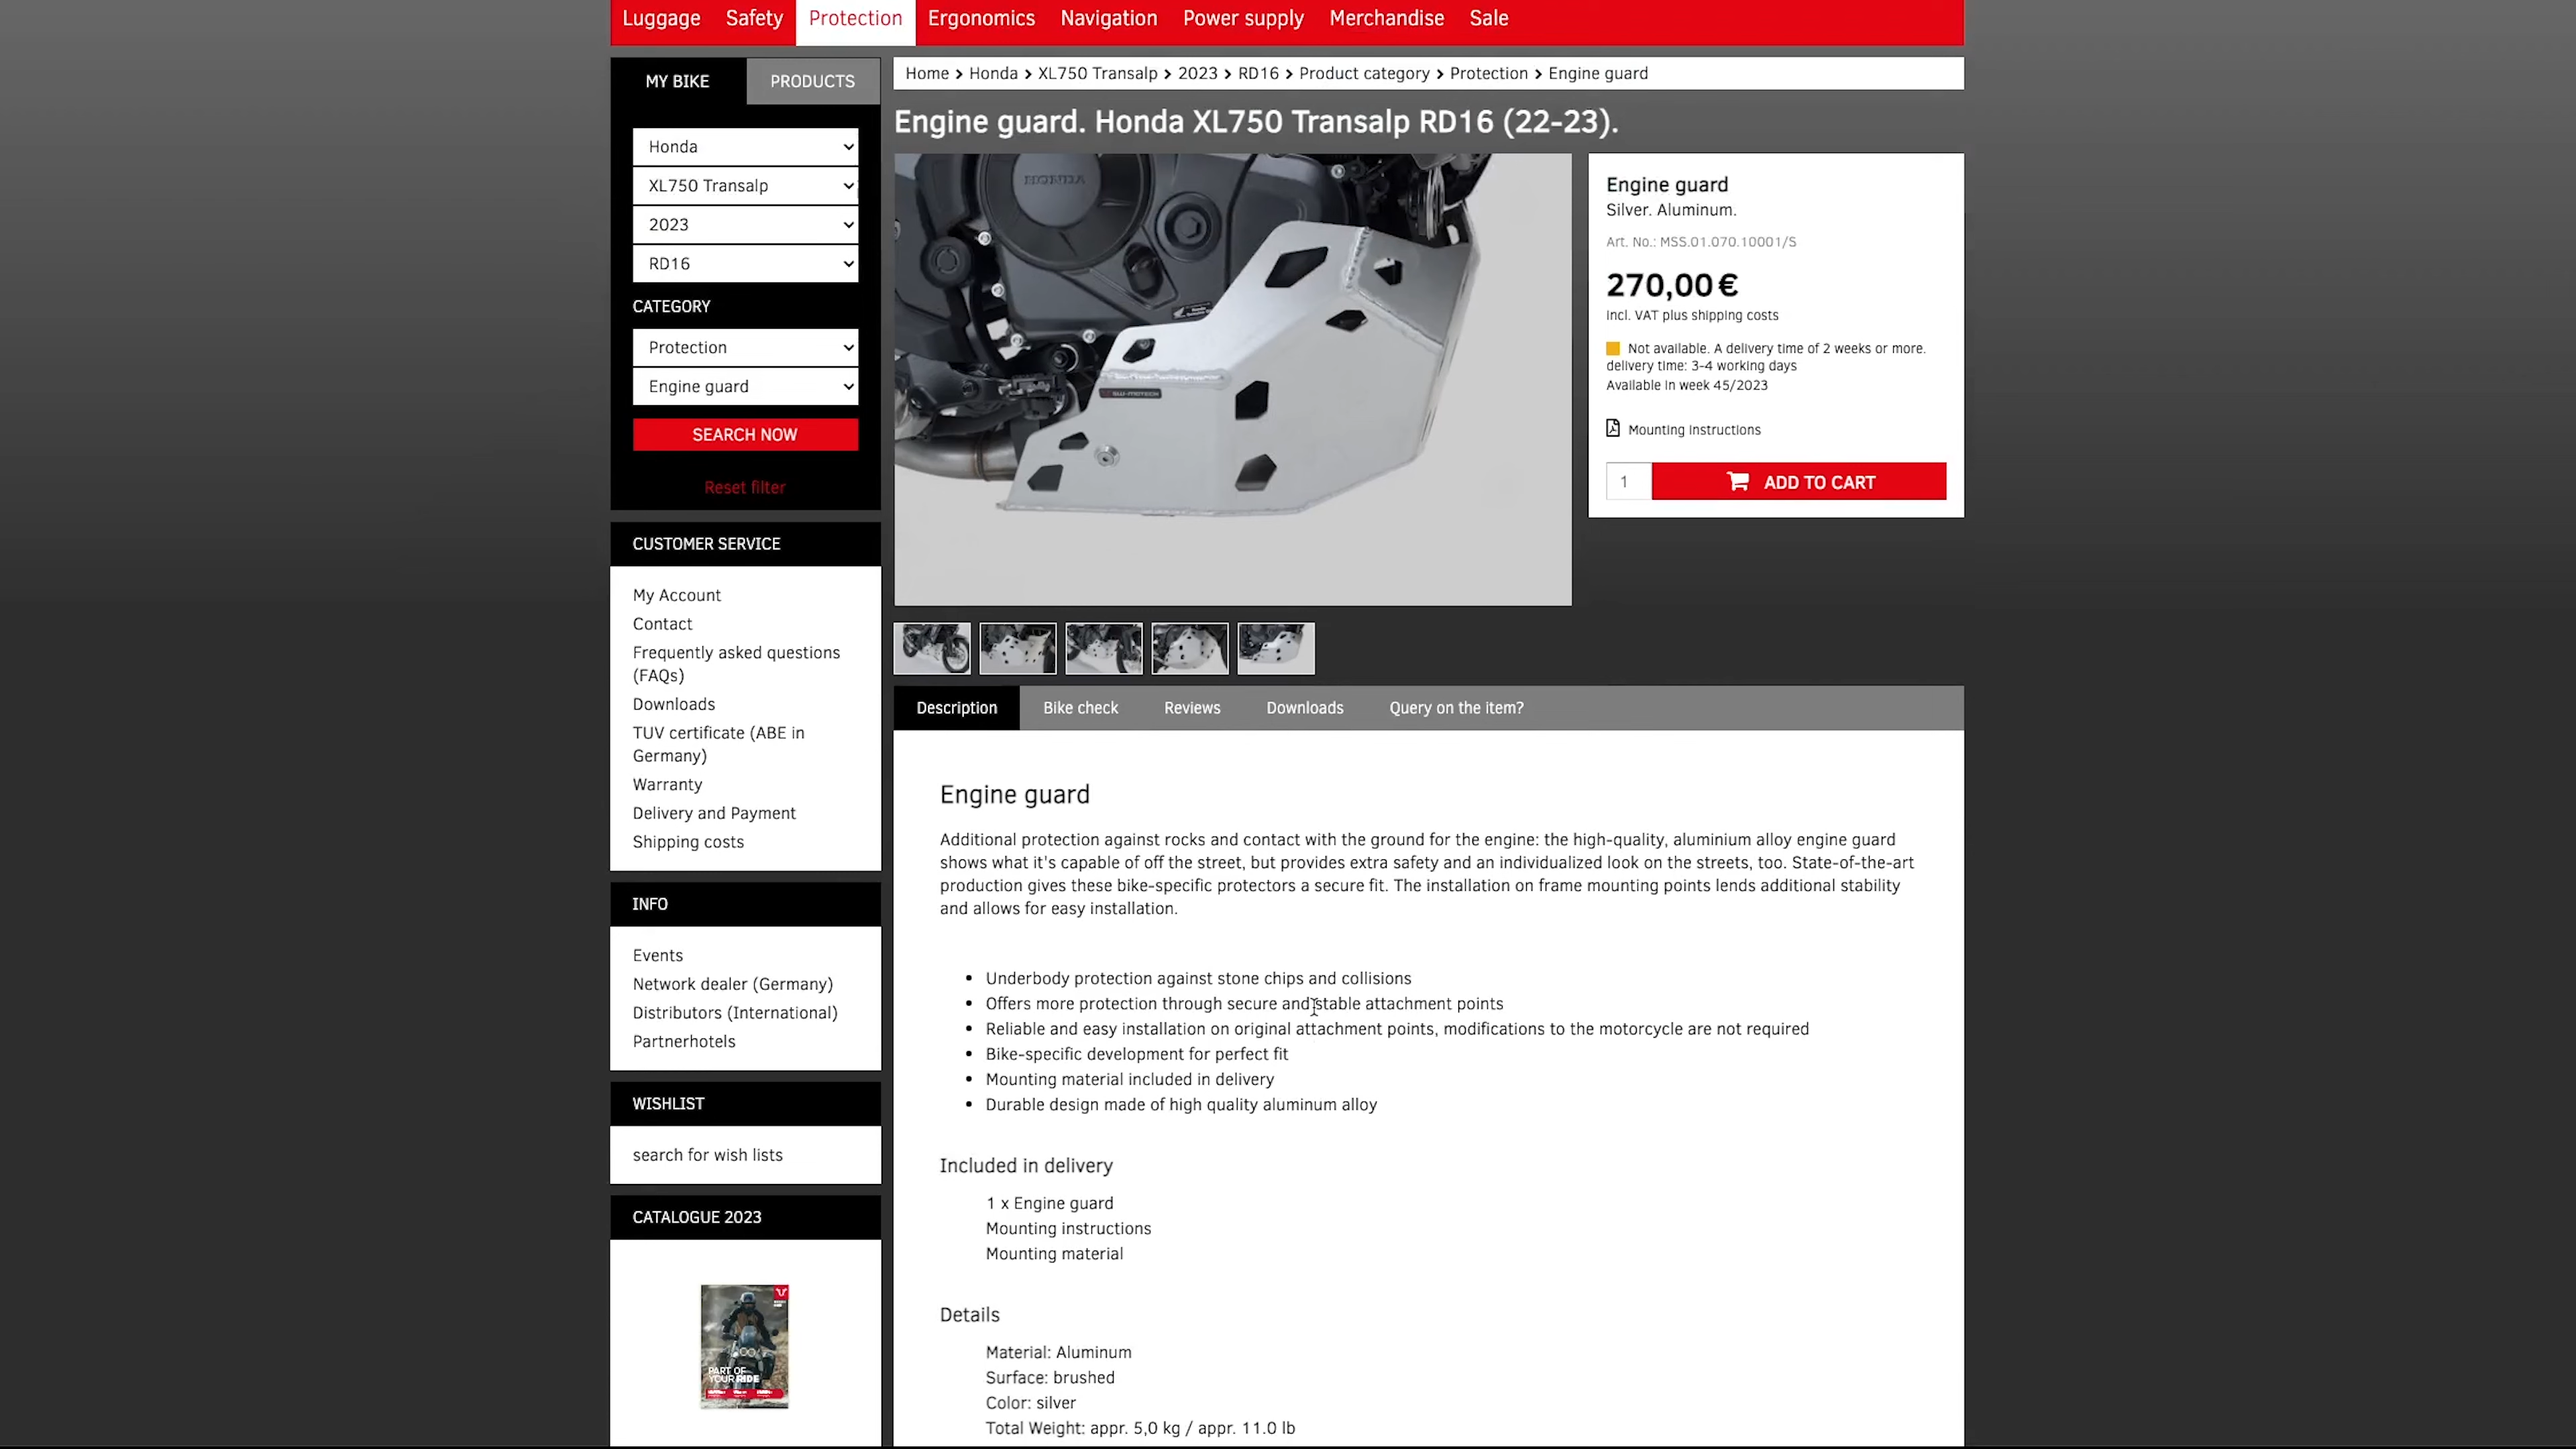 Luggage Safety Protection Ergonomics Navigation Power supply Merchandise Sale
MY BIKE PRODUCTS
Honda
XL750 Transalp
2023
RD16
CATEGORY
Protection
Engine guard
SEARCH NOW
Reset filter
CUSTOMER SERVICE
My Account
Contact
Frequently asked questions
(FAQs)
Downloads
TUV certificate (ABE in
Germany)
Warranty
Delivery and Payment
Shipping costs
INFO
Events
Network dealer (Germany)
Distributors (International)
Partnerhotels
WISHLIST
search for wish lists
CATALOGUE 2023
PART OF
YOUR RIDE
Home > Honda > XL750 Transalp > 2023 > RD16 > Product category > Protection > Engine guard
Engine guard. Honda XL750 Transalp RD16 (22-23).
HONDA
SW-MOTECH
Engine guard
Silver. Aluminum.
Art. No.: MSS.01.070.10001/S
270,00 €
incl. VAT plus shipping costs
Not available. A delivery time of 2 weeks or more.
delivery time: 3-4 working days
Available in week 45/2023
Mounting instructions
1 ADD TO CART
Description Bike check Reviews Downloads Query on the item?
Engine guard
Additional protection against rocks and contact with the ground for the engine: the high-quality, aluminium alloy engine guard
shows what it's capable of off the street, but provides extra safety and an individualized look on the streets, too. State-of-the-art
production gives these bike-specific protectors a secure fit. The installation on frame mounting points lends additional stability
and allows for easy installation.
• Underbody protection against stone chips and collisions
• Offers more protection through secure and stable attachment points
• Reliable and easy installation on original attachment points, modifications to the motorcycle are not required
• Bike-specific development for perfect fit
• Mounting material included in delivery
• Durable design made of high quality aluminum alloy
Included in delivery
1 x Engine guard
Mounting instructions
Mounting material
Details
Material: Aluminum
Surface: brushed
Color: silver
Total Weight: appr. 5,0 kg / appr. 11.0 lb